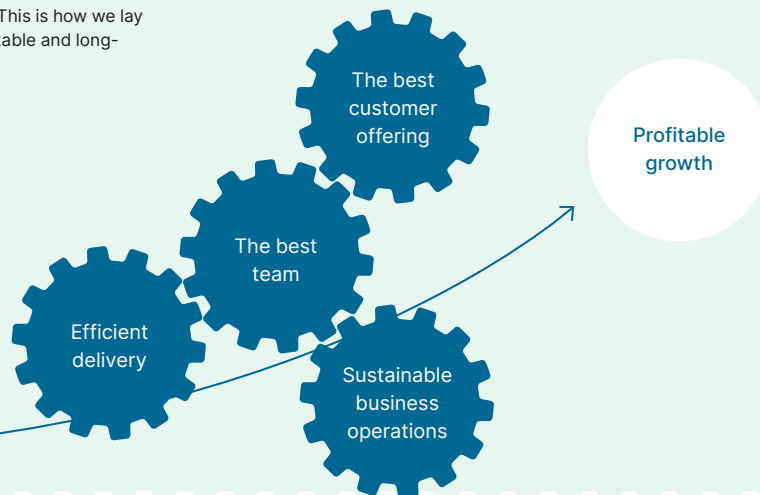 This is how we lay
table and long-
The best
customer
offering
Profitable
growth
The best
team
Efficient
delivery
Sustainable
business
operations